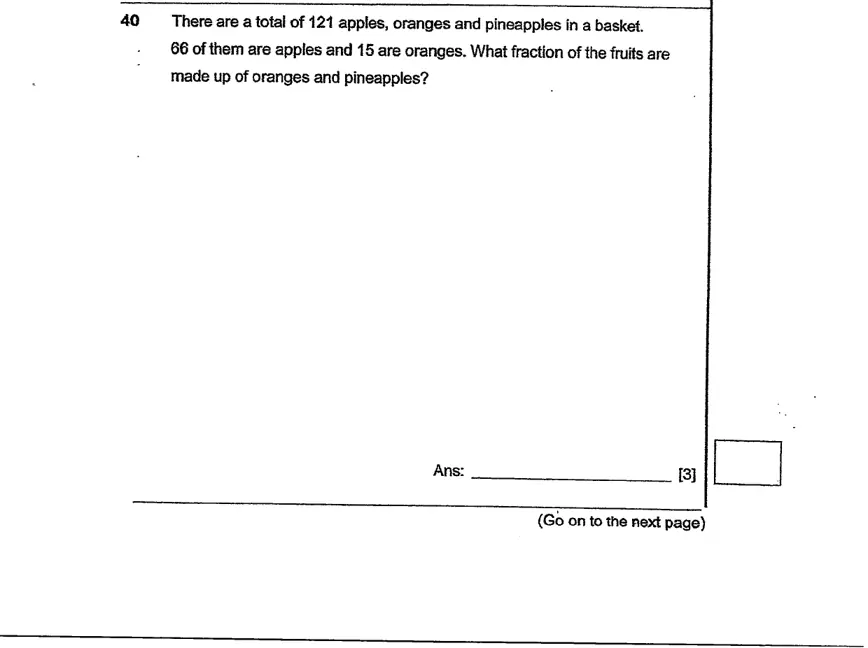 40 There are a total of 121 apples, oranges and pineapples in a basket.
66 of them are apples and 15 are oranges. What fraction of the fruits are
made up of oranges and pineapples?
Ans: ____________________ [3]
(Go on to the next page)